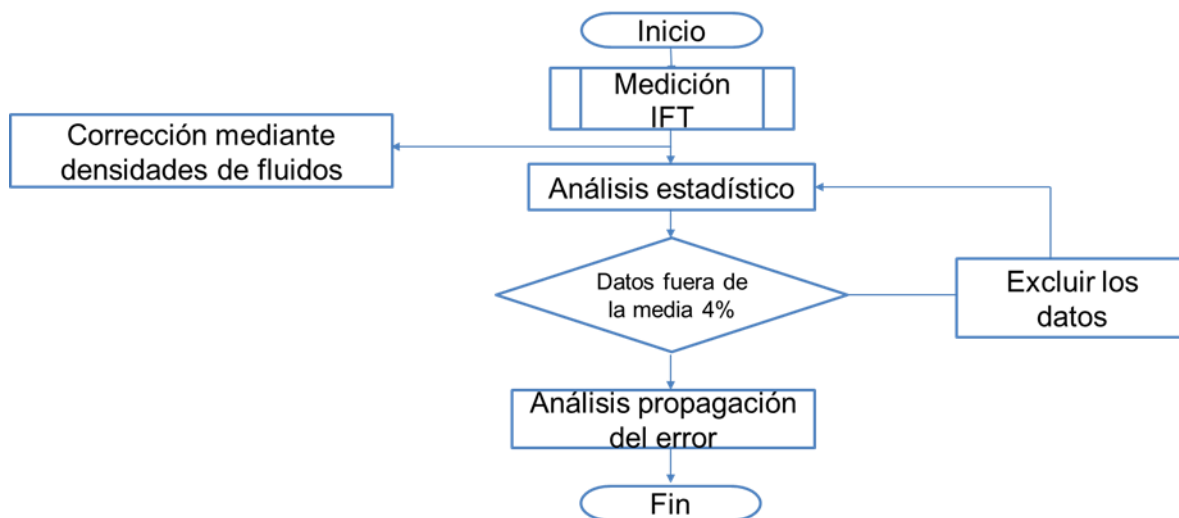 Inicio
Medición
IFT
Corrección mediante
densidades de fluidos
Análisis estadístico
Datos fuera de
la media 4%
Excluir los
datos
Análisis propagación
del error
Fin